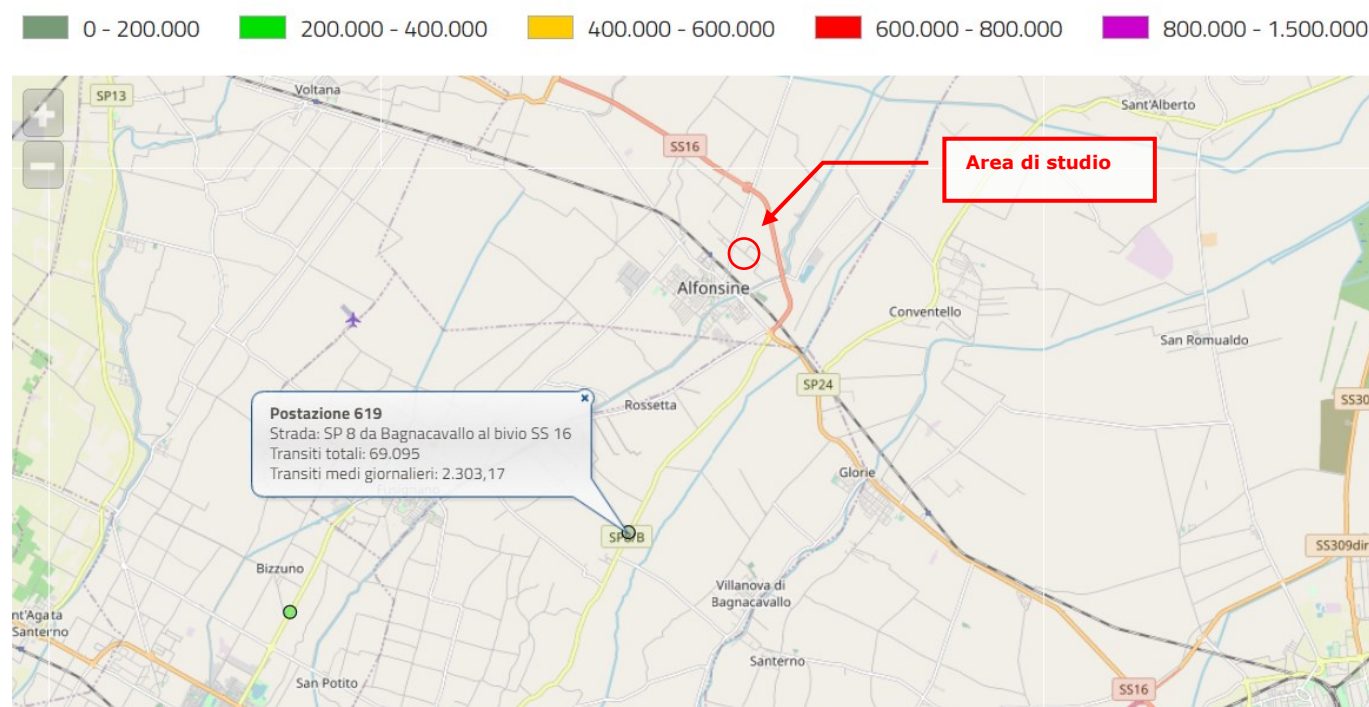 0 - 200.000
200.000 - 400.000
400.000 - 600.000
600.000 - 800.000
800.000 - 1.500.000
+
−
SP13
Voltana
Sant'Alberto
SS16
Area di studio
Alfonsine
Conventello
San Romualdo
SP24
SS30
Postazione 619
Strada: SP 8 da Bagnacavallo al bivio SS 16
Transiti totali: 69.095
Transiti medi giornalieri: 2.303,17
Rossetta
Fusignano
Glorie
SS309dir
Bizzuno
Villanova di
Bagnacavallo
nt'Agata
Santerno
Santerno
San Potito
SS16